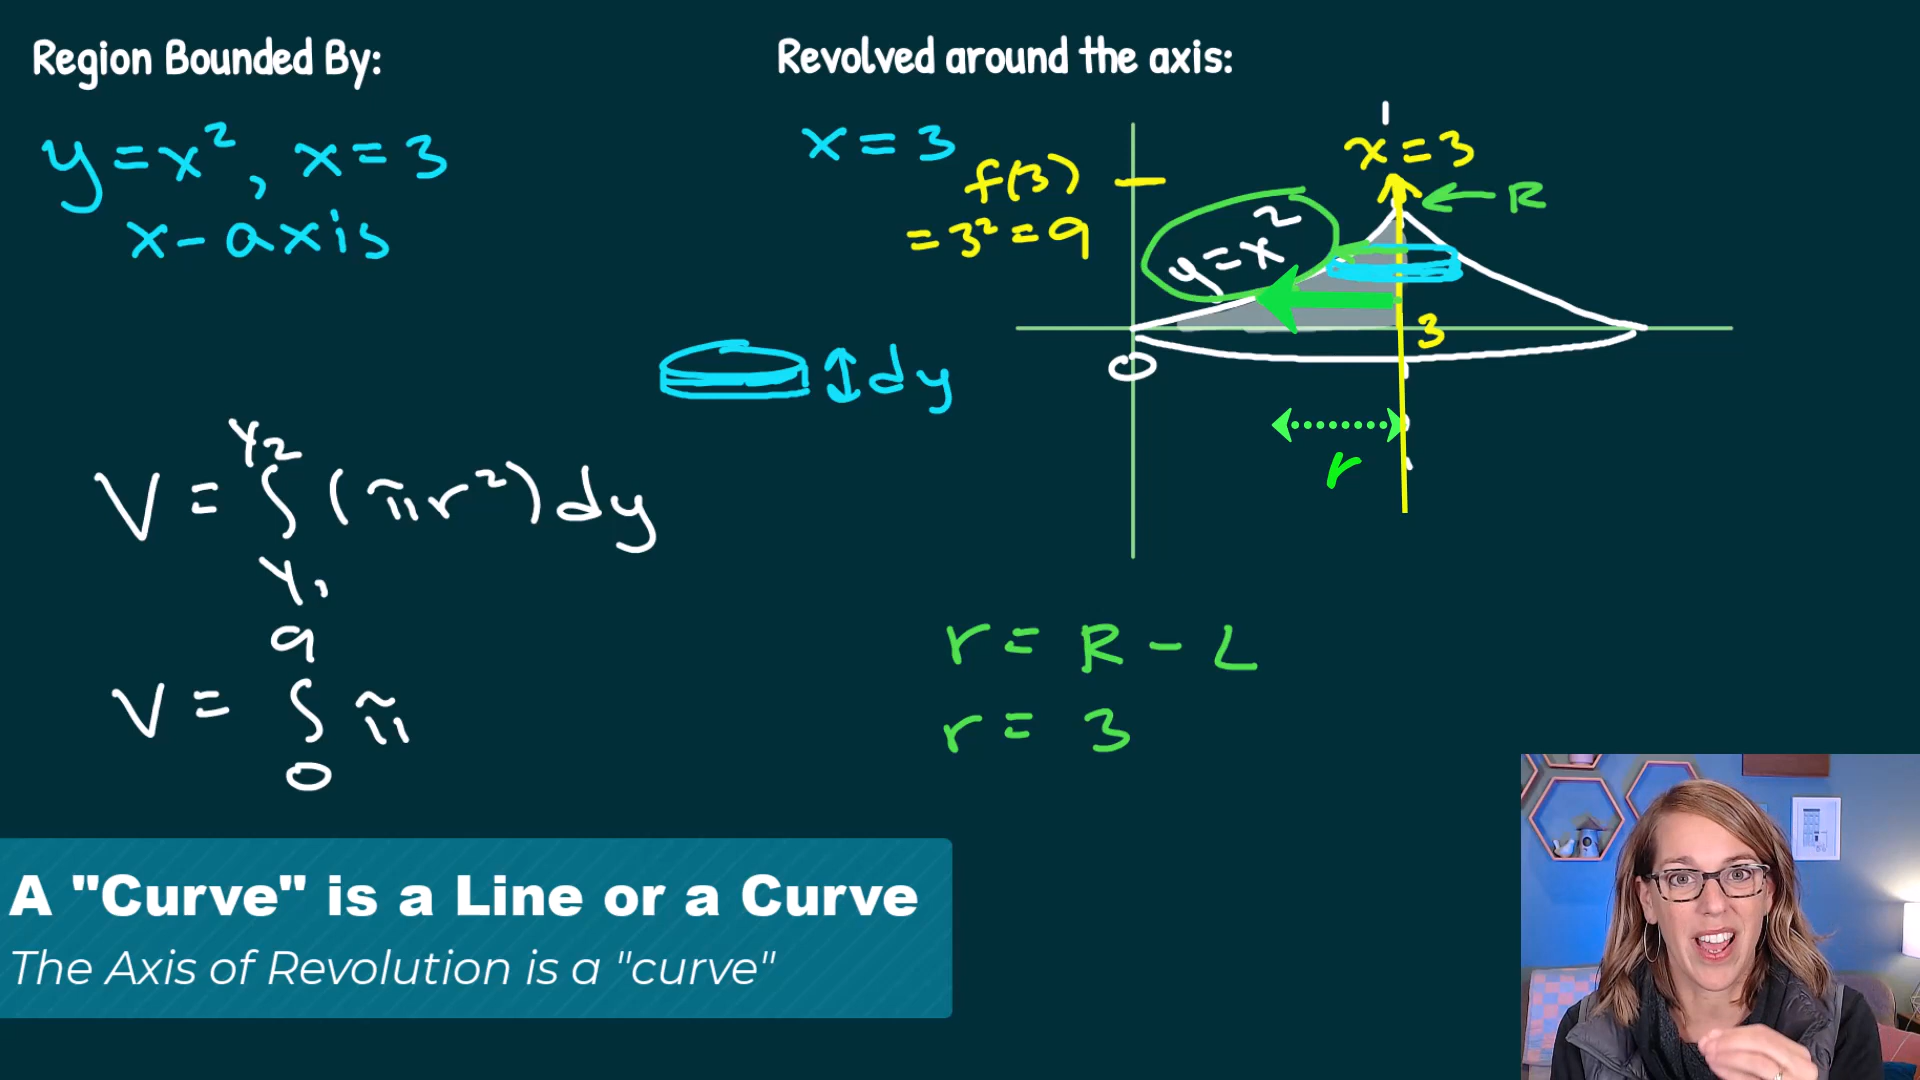 Region Bounded By:
y = x², x = 3
x - axis
Revolved around the axis:
x = 3
f(3)
= 3² = 9
x = 3
← R
y = x²
3
0
r
dy
V = ∫ y₁ y₂ (πr²) dy
V = ∫ 0 9 π
r = R - L
r = 3
A "Curve" is a Line or a Curve
The Axis of Revolution is a "curve"